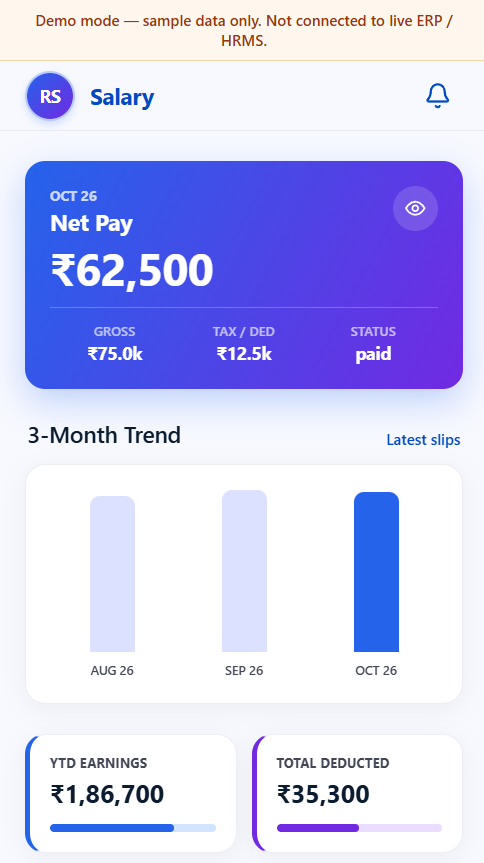 Demo mode — sample data only. Not connected to live ERP /
HRMS.
RS
Salary
OCT 26
Net Pay
₹62,500
GROSS TAX / DED STATUS
₹75.0k ₹12.5k paid
3-Month Trend
Latest slips
AUG 26 SEP 26 OCT 26
YTD EARNINGS
₹1,86,700
TOTAL DEDUCTED
₹35,300